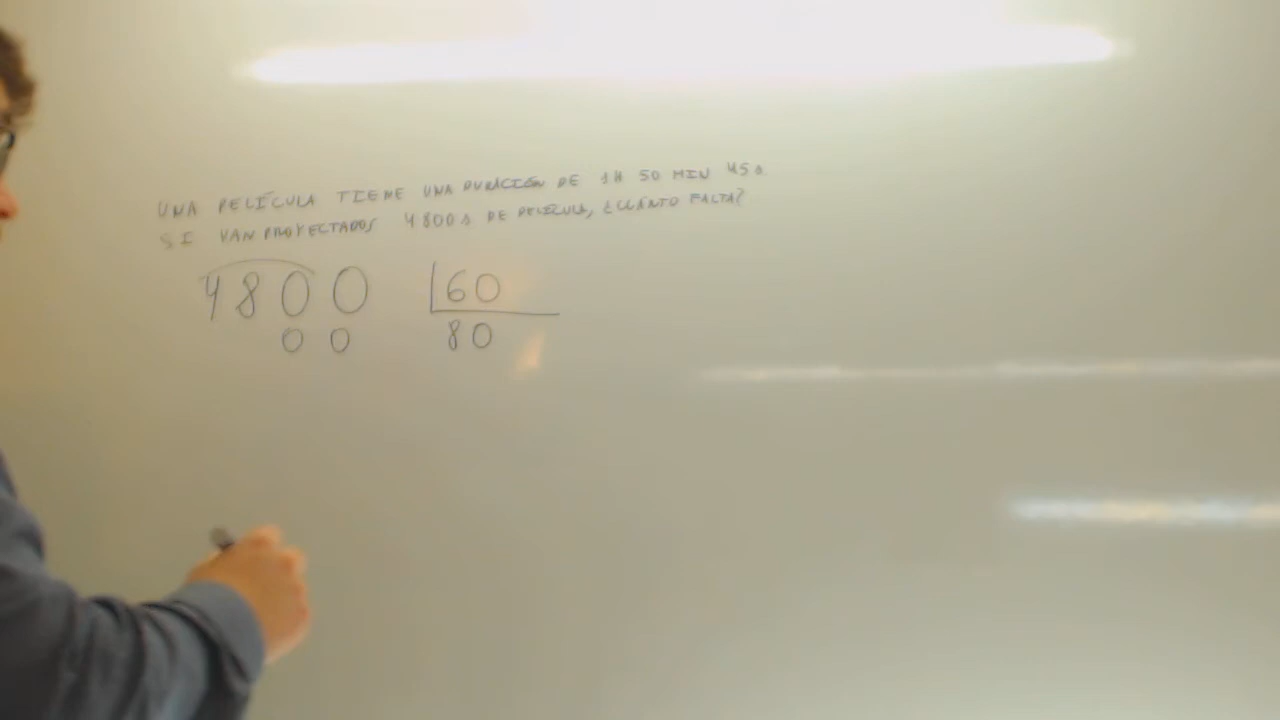 UNA PELÍCULA TIENE UNA DURACIÓN DE 1H 50 MIN 45s
SI VAN PROYECTADOS 4800s DE PELÍCULA, ¿CUÁNTO FALTA?
4800 |60
00 80